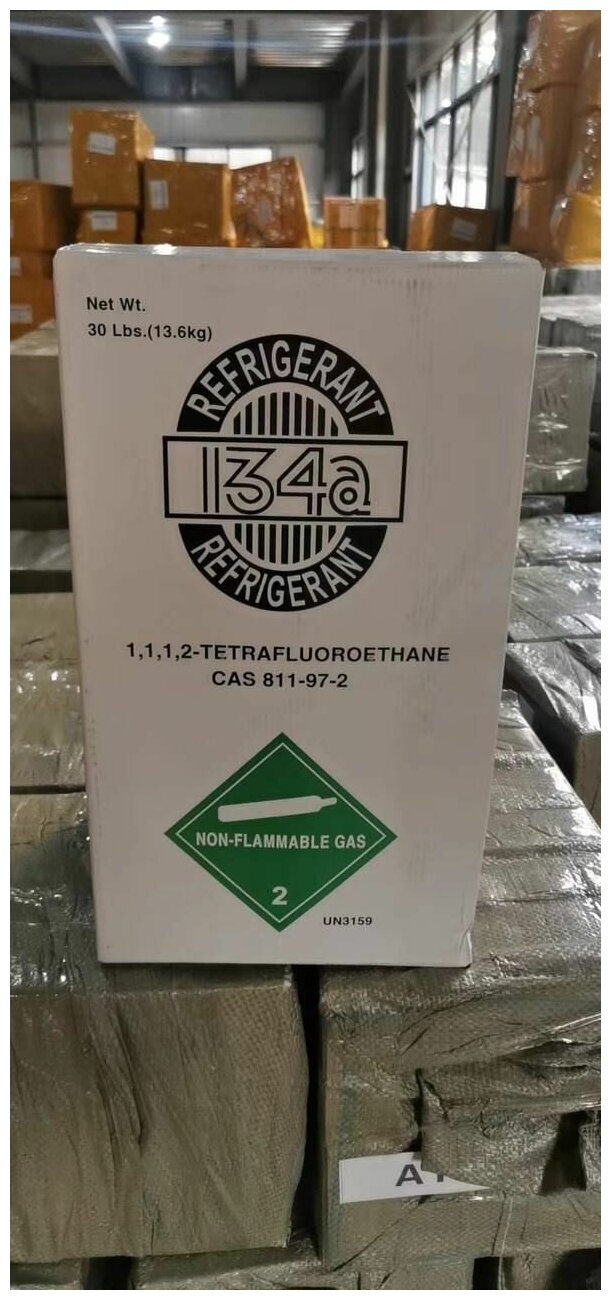 Net Wt.
30 Lbs.(13.6kg)
REFRIGERANT
134a
REFRIGERANT
1,1,1,2-TETRAFLUOROETHANE
CAS 811-97-2
NON-FLAMMABLE GAS
2
UN3159